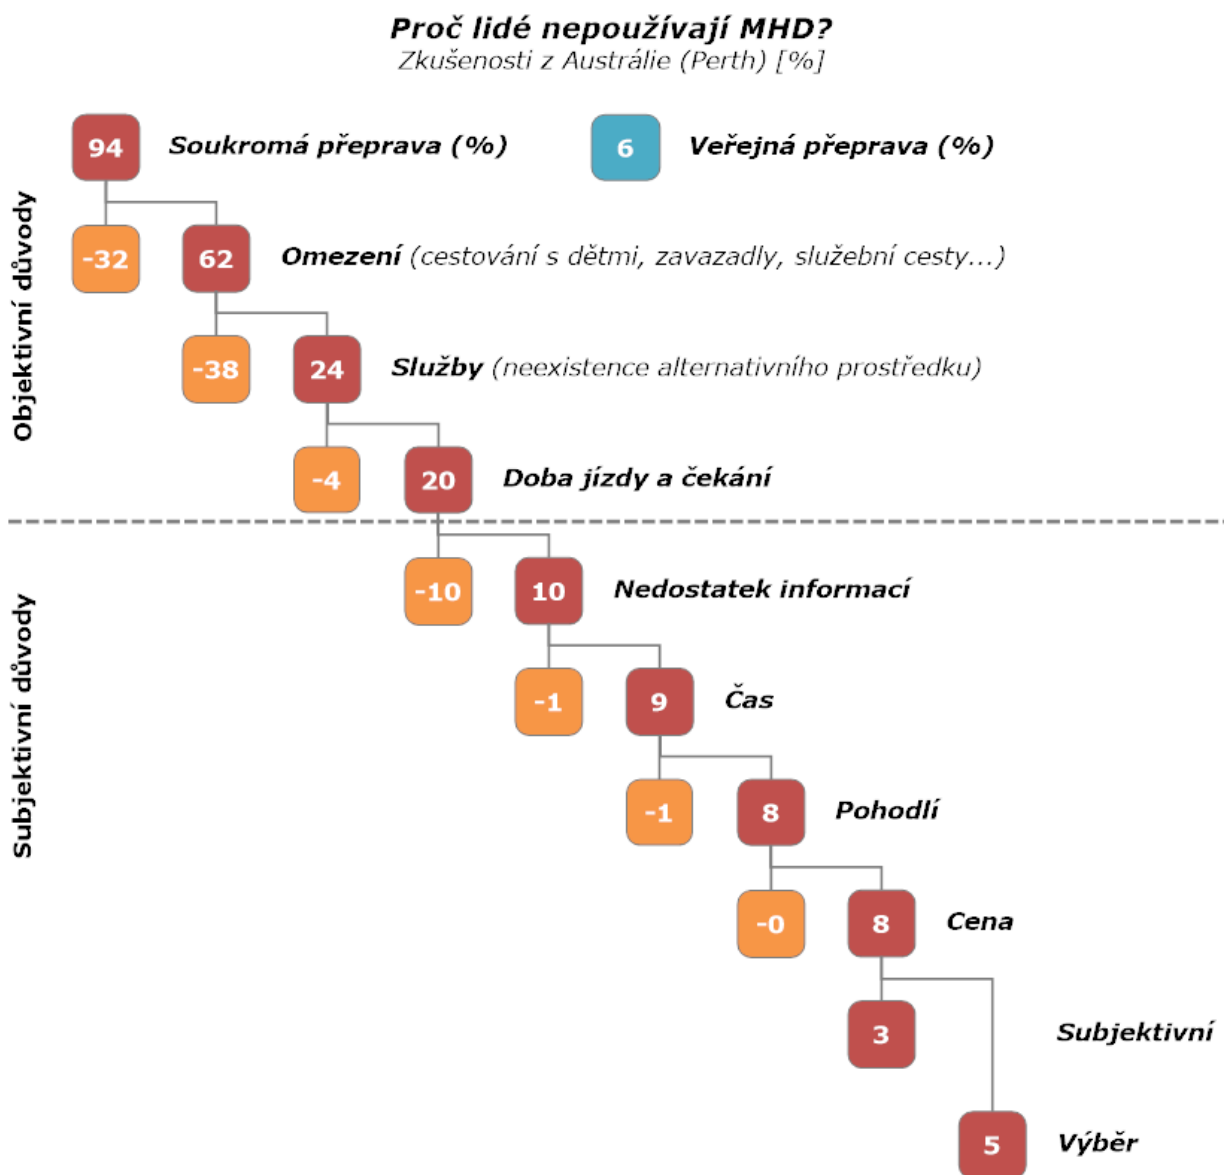 Proč lidé nepoužívají MHD?
Zkušenosti z Austrálie (Perth) [%]
94 Soukromá přeprava (%) 6 Veřejná přeprava (%)
Objektivní důvody
-32 62 Omezení (cestování s dětmi, zavazadly, služební cesty...)
-38 24 Služby (neexistence alternativního prostředku)
-4 20 Doba jízdy a čekání
Subjektivní důvody
-10 10 Nedostatek informací
-1 9 Čas
-1 8 Pohodlí
-0 8 Cena
3 Subjektivní
5 Výběr